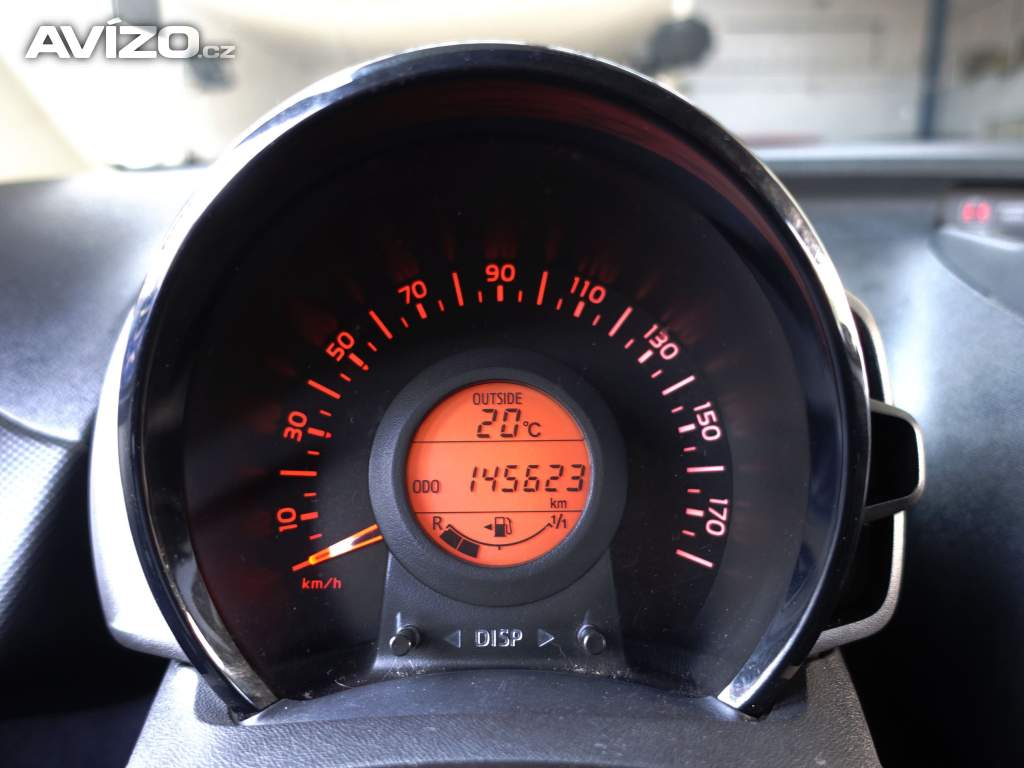 AVÍZO.cz
10
30
50
70
90
110
130
150
170
km/h
OUTSIDE
20°C
ODO 145623
km
R 1/1
DISP